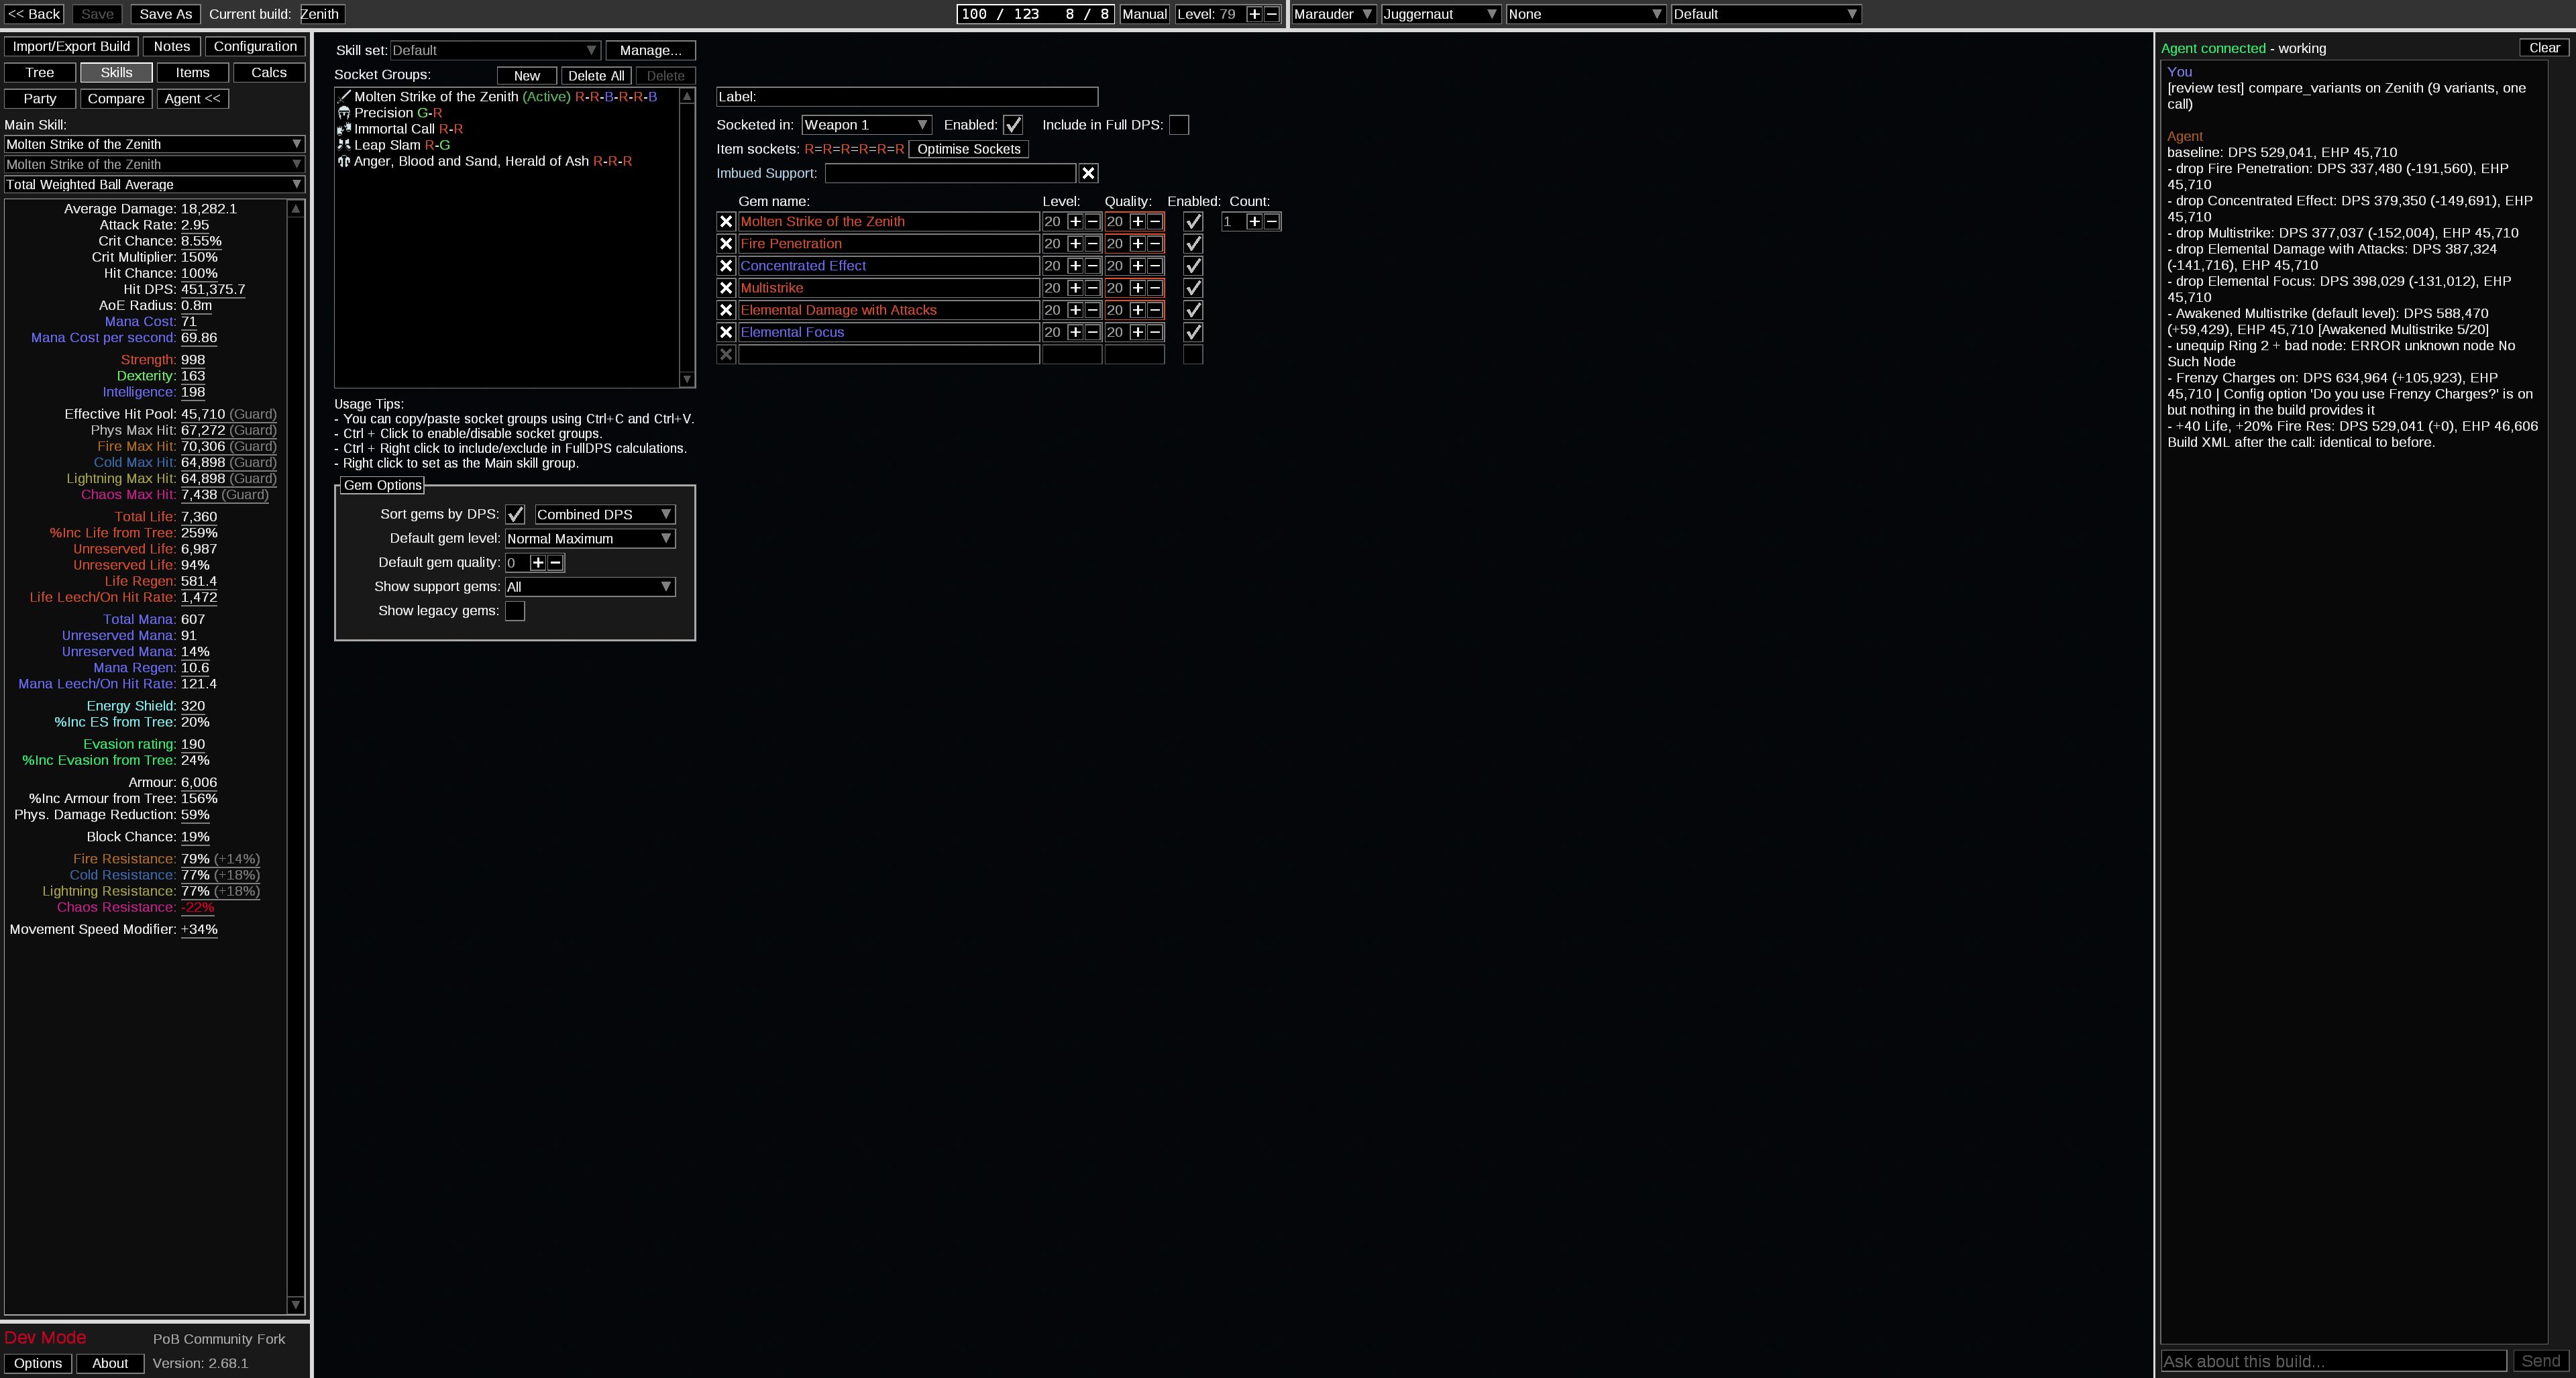 << Back Save Save As Current build: Zenith 100 / 123 8 / 8 Manual Level: 79 Marauder Juggernaut None Default
Import/Export Build Notes Configuration
Tree Skills Items Calcs
Party Compare Agent <<
Main Skill:
Molten Strike of the Zenith
Molten Strike of the Zenith
Total Weighted Ball Average
Average Damage: 18,282.1
Attack Rate: 2.95
Crit Chance: 8.55%
Crit Multiplier: 150%
Hit Chance: 100%
Hit DPS: 451,375.7
AoE Radius: 0.8m
Mana Cost: 71
Mana Cost per second: 69.86
Strength: 998
Dexterity: 163
Intelligence: 198
Effective Hit Pool: 45,710 (Guard)
Phys Max Hit: 67,272 (Guard)
Fire Max Hit: 70,306 (Guard)
Cold Max Hit: 64,898 (Guard)
Lightning Max Hit: 64,898 (Guard)
Chaos Max Hit: 7,438 (Guard)
Total Life: 7,360
%Inc Life from Tree: 259%
Unreserved Life: 6,987
Unreserved Life: 94%
Life Regen: 581.4
Life Leech/On Hit Rate: 1,472
Total Mana: 607
Unreserved Mana: 91
Unreserved Mana: 14%
Mana Regen: 10.6
Mana Leech/On Hit Rate: 121.4
Energy Shield: 320
%Inc ES from Tree: 20%
Evasion rating: 190
%Inc Evasion from Tree: 24%
Armour: 6,006
%Inc Armour from Tree: 156%
Phys. Damage Reduction: 59%
Block Chance: 19%
Fire Resistance: 79% (+14%)
Cold Resistance: 77% (+18%)
Lightning Resistance: 77% (+18%)
Chaos Resistance: -22%
Movement Speed Modifier: +34%
Dev Mode PoB Community Fork
Options About Version: 2.68.1
Skill set: Default Manage...
Socket Groups: New Delete All Delete
Molten Strike of the Zenith (Active) R-R-B-R-R-B
Precision G-R
Immortal Call R-R
Leap Slam R-G
Anger, Blood and Sand, Herald of Ash R-R-R
Usage Tips:
- You can copy/paste socket groups using Ctrl+C and Ctrl+V.
- Ctrl + Click to enable/disable socket groups.
- Ctrl + Right click to include/exclude in FullDPS calculations.
- Right click to set as the Main skill group.
Gem Options
Sort gems by DPS: Combined DPS
Default gem level: Normal Maximum
Default gem quality: 0
Show support gems: All
Show legacy gems:
Label:
Socketed in: Weapon 1 Enabled: Include in Full DPS:
Item sockets: R=R=R=R=R=R Optimise Sockets
Imbued Support:
Gem name: Level: Quality: Enabled: Count:
Molten Strike of the Zenith 20 20 1
Fire Penetration 20 20
Concentrated Effect 20 20
Multistrike 20 20
Elemental Damage with Attacks 20 20
Elemental Focus 20 20
Agent connected - working Clear
You
[review test] compare_variants on Zenith (9 variants, one
call)
Agent
baseline: DPS 529,041, EHP 45,710
- drop Fire Penetration: DPS 337,480 (-191,560), EHP
45,710
- drop Concentrated Effect: DPS 379,350 (-149,691), EHP
45,710
- drop Multistrike: DPS 377,037 (-152,004), EHP 45,710
- drop Elemental Damage with Attacks: DPS 387,324
(-141,716), EHP 45,710
- drop Elemental Focus: DPS 398,029 (-131,012), EHP
45,710
- Awakened Multistrike (default level): DPS 588,470
(+59,429), EHP 45,710 [Awakened Multistrike 5/20]
- unequip Ring 2 + bad node: ERROR unknown node No
Such Node
- Frenzy Charges on: DPS 634,964 (+105,923), EHP
45,710 | Config option 'Do you use Frenzy Charges?' is on
but nothing in the build provides it
- +40 Life, +20% Fire Res: DPS 529,041 (+0), EHP 46,606
Build XML after the call: identical to before.
Ask about this build... Send